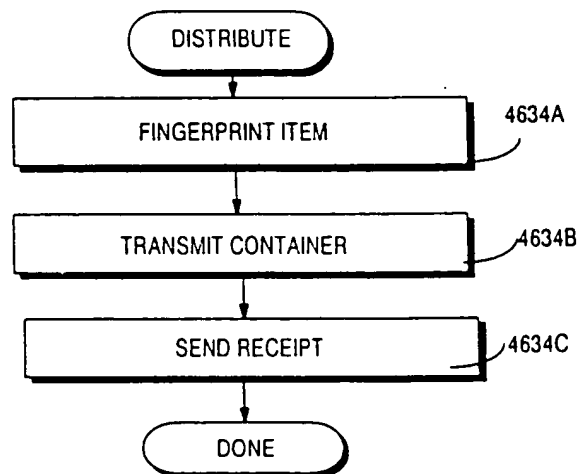 DISTRIBUTE
FINGERPRINT ITEM
4634A
TRANSMIT CONTAINER
4634B
SEND RECEIPT
4634C
DONE